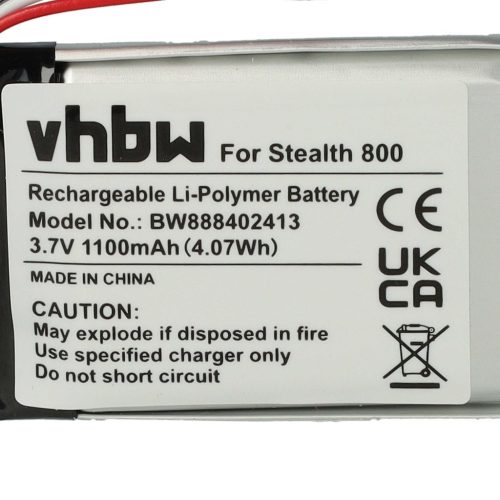 vhbw For Stealth 800
Rechargeable Li-Polymer Battery
Model No.: BW888402413
3.7V 1100mAh(4.07Wh)
MADE IN CHINA
CAUTION:
May explode if disposed in fire
Use specified charger only
Do not short circuit
CE
UK
CA